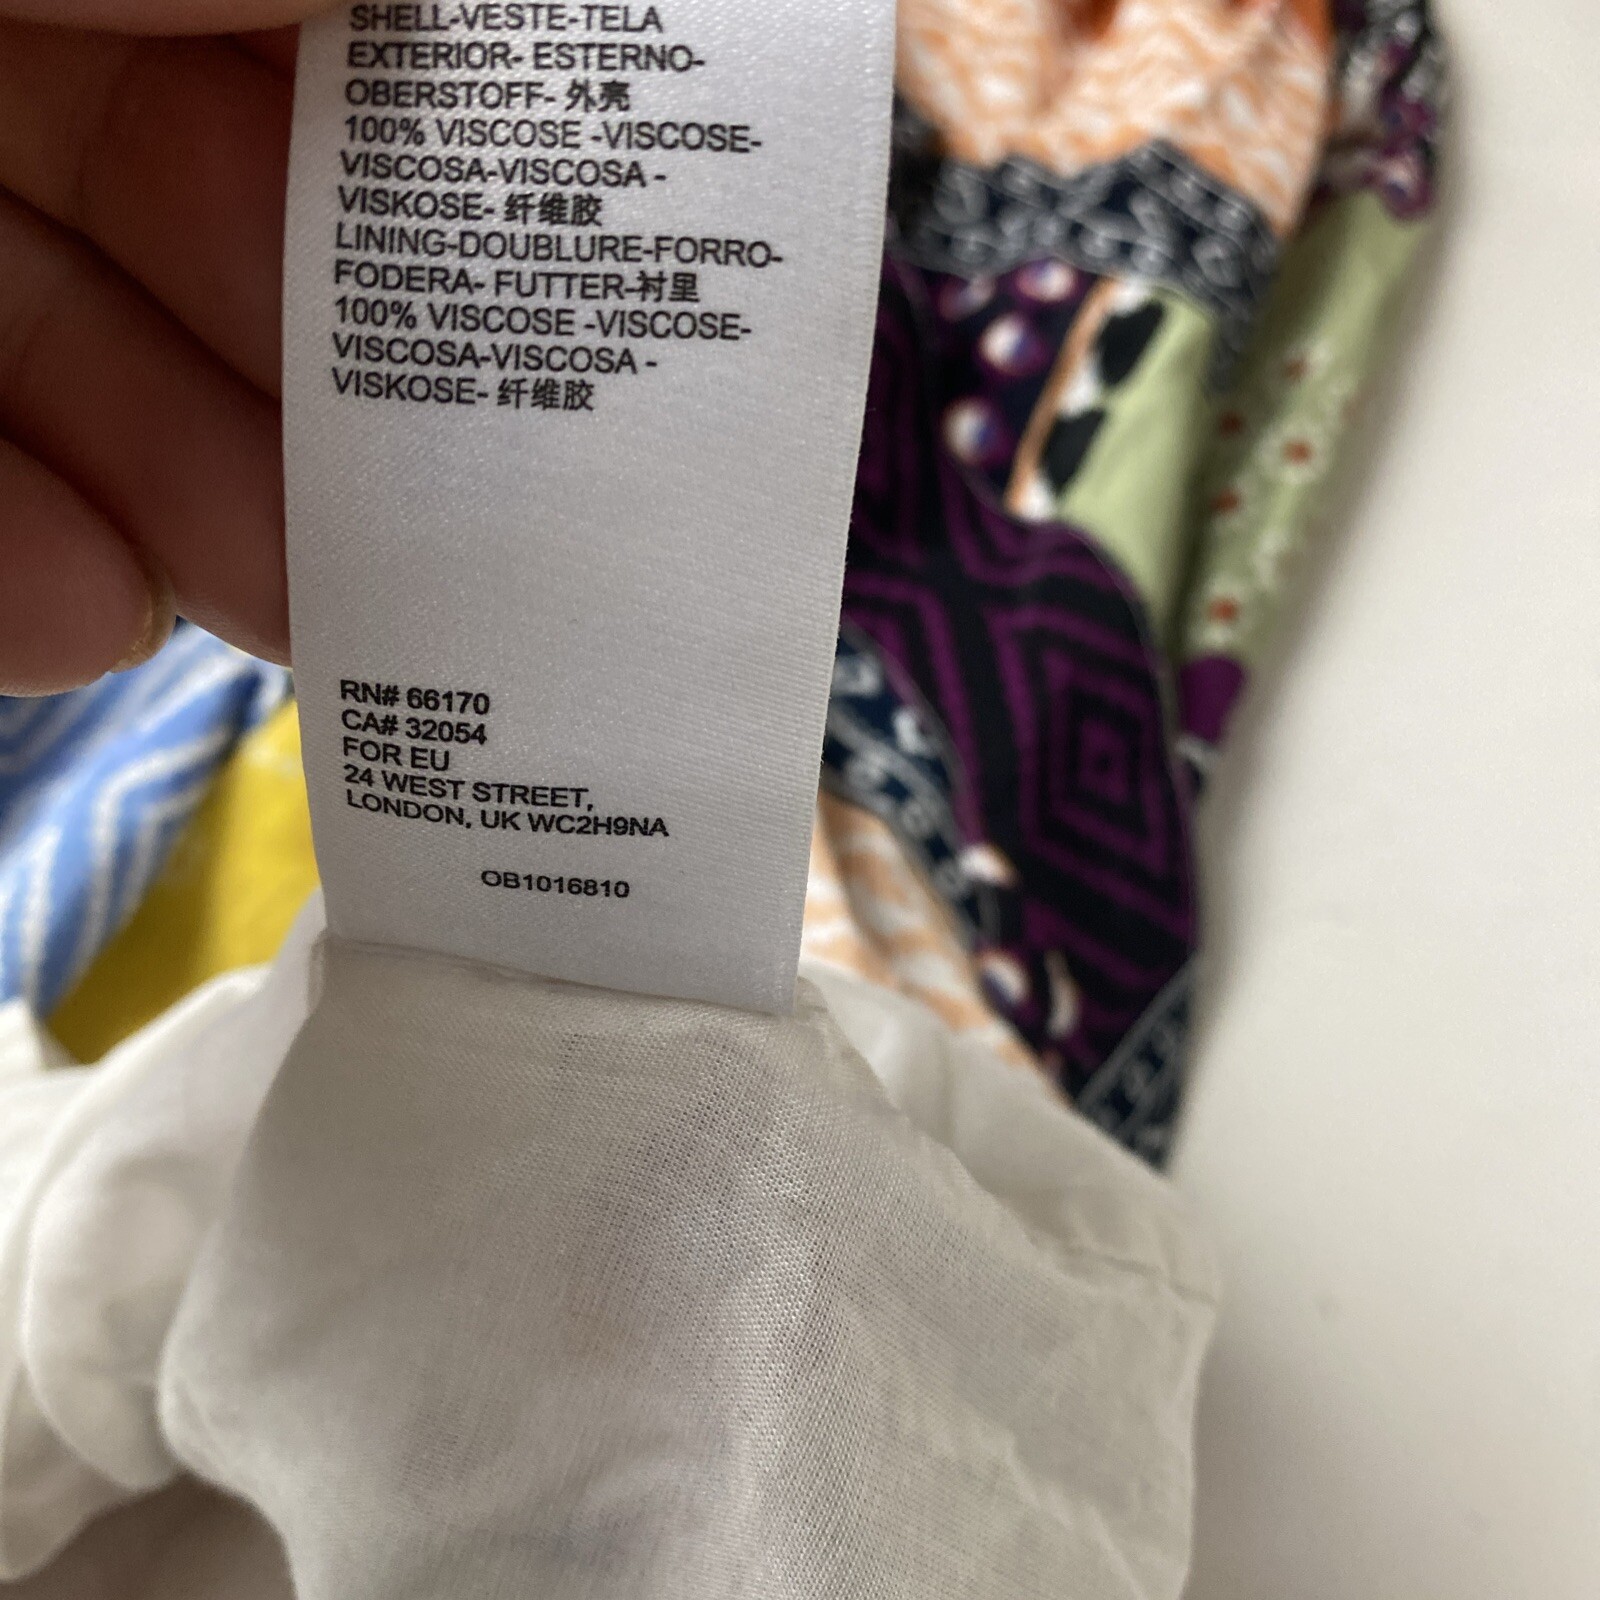 SHELL-VESTE-TELA
EXTERIOR- ESTERNO-
OBERSTOFF- 外壳
100% VISCOSE -VISCOSE-
VISCOSA-VISCOSA -
VISKOSE- 纤维胶
LINING-DOUBLURE-FORRO-
FODERA- FUTTER-衬里
100% VISCOSE -VISCOSE-
VISCOSA-VISCOSA -
VISKOSE- 纤维胶
RN# 66170
CA# 32054
FOR EU
24 WEST STREET,
LONDON, UK WC2H9NA
OB1016810